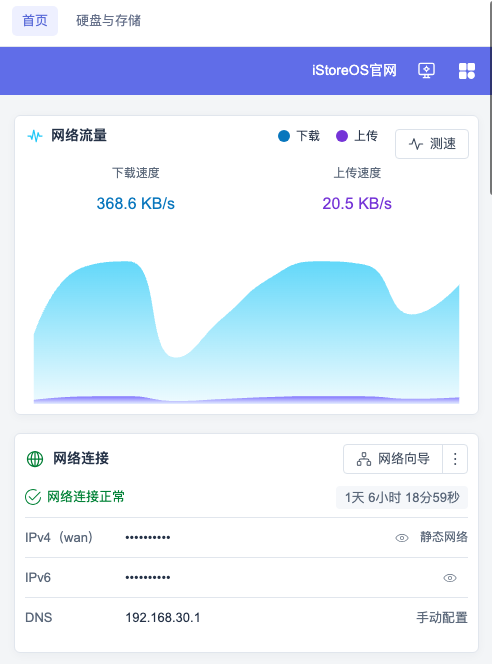 首页 硬盘与存储
iStoreOS官网
网络流量 下载 上传 测速
下载速度 上传速度
368.6 KB/s 20.5 KB/s
网络连接 网络向导
网络连接正常 1天 6小时 18分59秒
IPv4（wan） •••••••••• 静态网络
IPv6 ••••••••••
DNS 192.168.30.1 手动配置